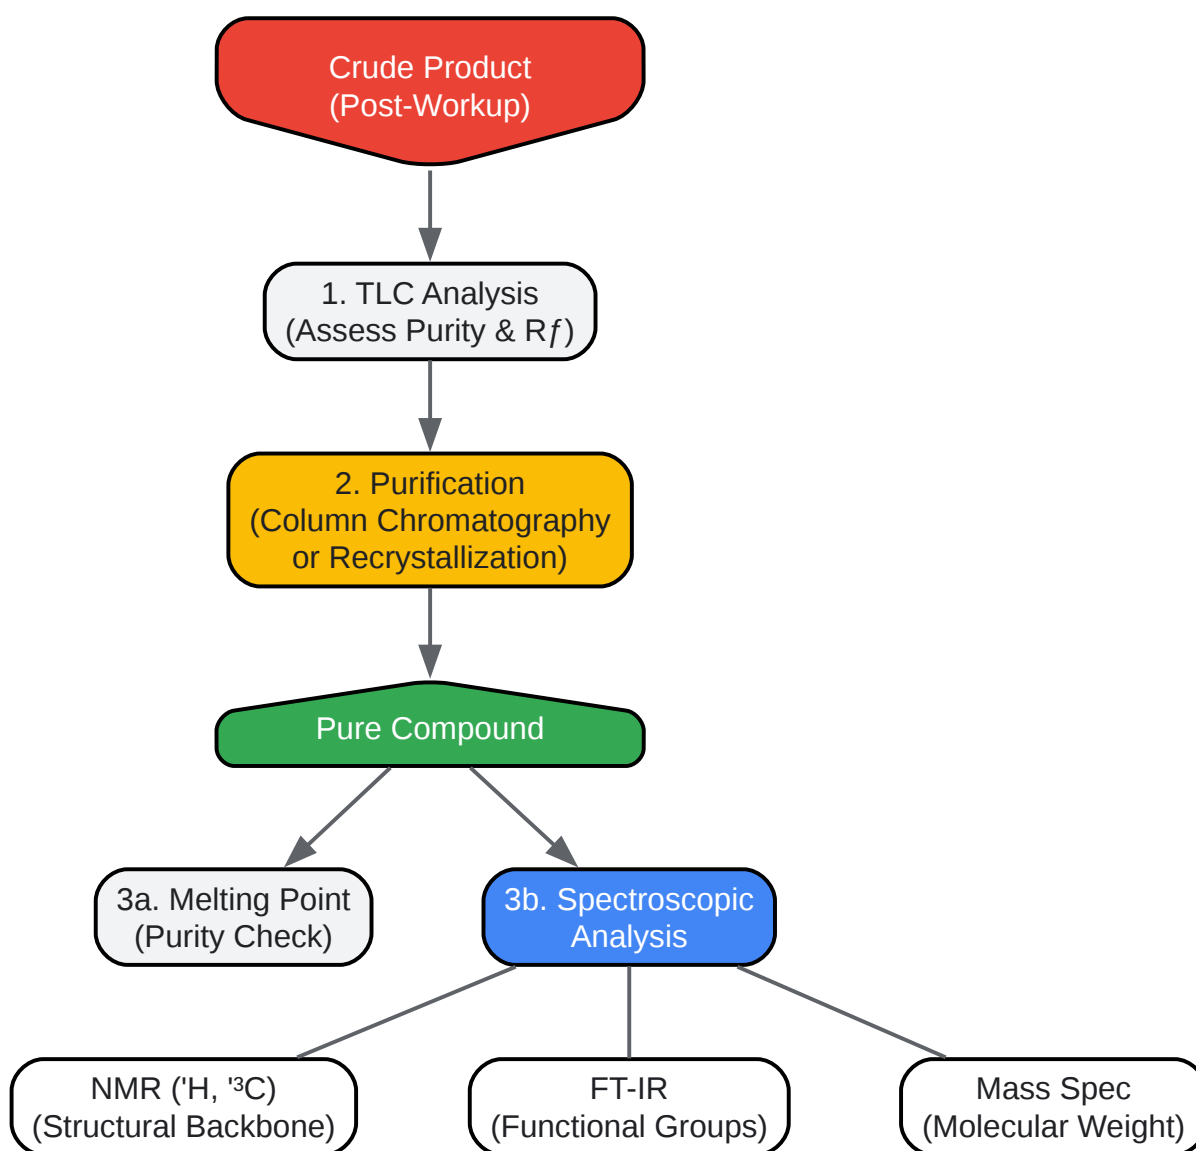 Crude Product
(Post-Workup)
1. TLC Analysis
(Assess Purity & Rƒ)
2. Purification
(Column Chromatography
or Recrystallization)
Pure Compound
3a. Melting Point
(Purity Check)
3b. Spectroscopic
Analysis
NMR ('H, '³C)
(Structural Backbone)
FT-IR
(Functional Groups)
Mass Spec
(Molecular Weight)